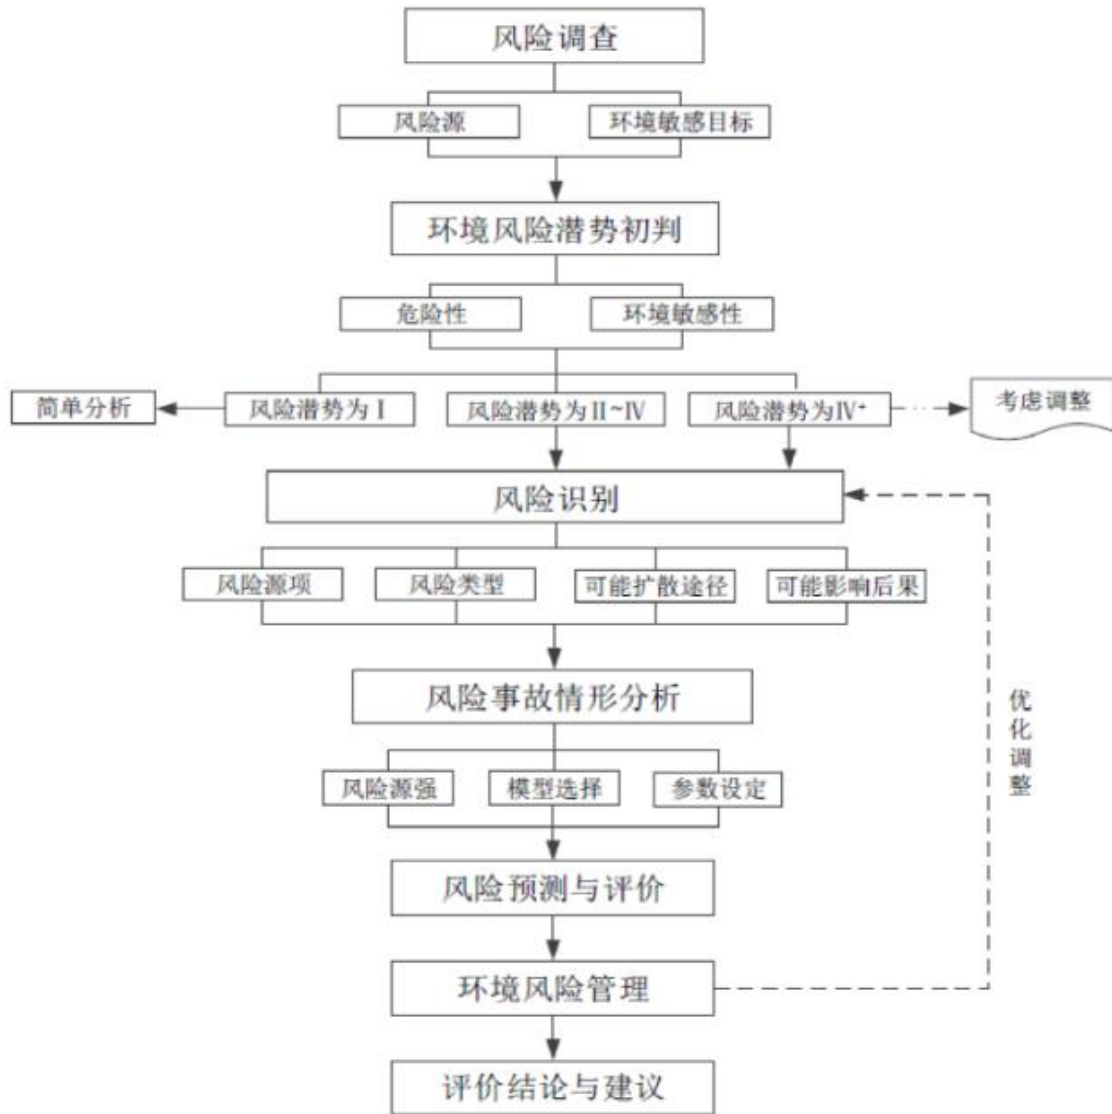 风险调查
风险源
环境敏感目标
环境风险潜势初判
危险性
环境敏感性
简单分析
风险潜势为Ⅰ
风险潜势为Ⅱ~Ⅳ
风险潜势为Ⅳ⁺
考虑调整
风险识别
风险源项
风险类型
可能扩散途径
可能影响后果
风险事故情形分析
优化调整
风险源强
模型选择
参数设定
风险预测与评价
环境风险管理
评价结论与建议